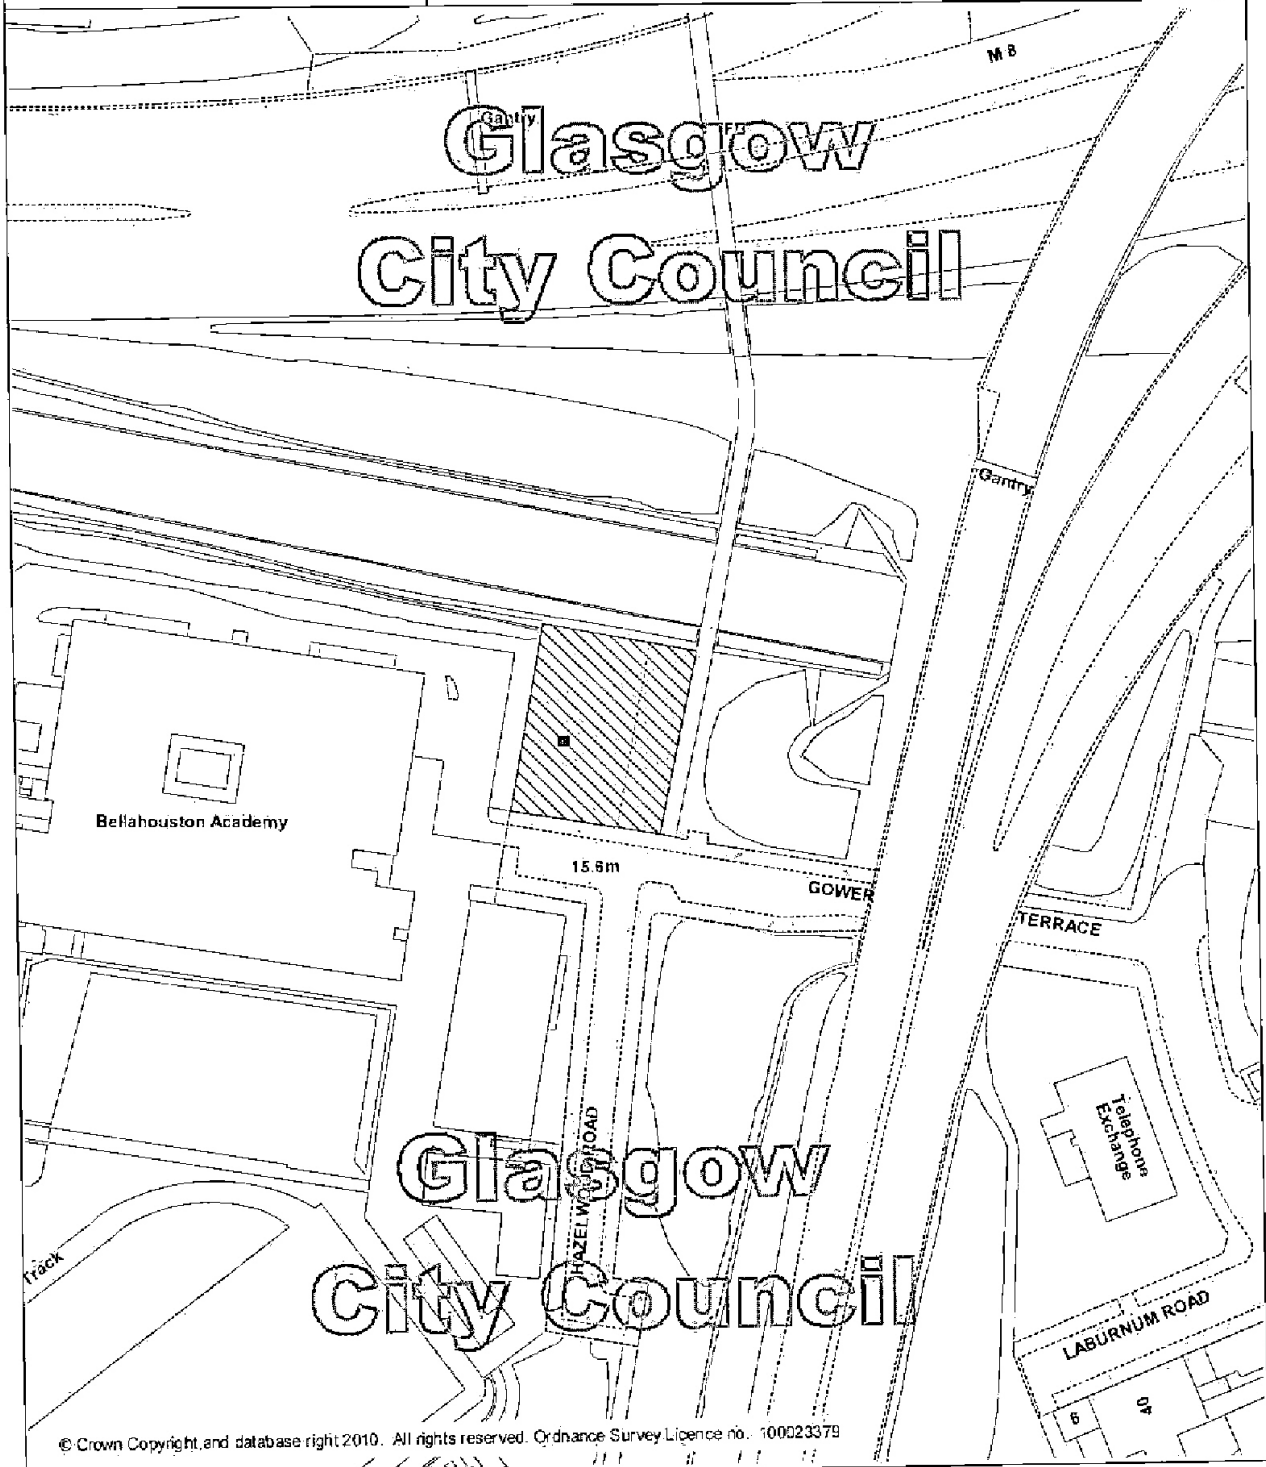 M 8
Gantry
Glasgow
City Council
Gantry
Bellahouston Academy
15.6m
GOWER
TERRACE
Telephone
Exchange
HAZELWOOD ROAD
Glasgow
City Council
Track
LABURNUM ROAD
6
40
© Crown Copyright and database right 2010. All rights reserved. Ordnance Survey Licence no. 100023379